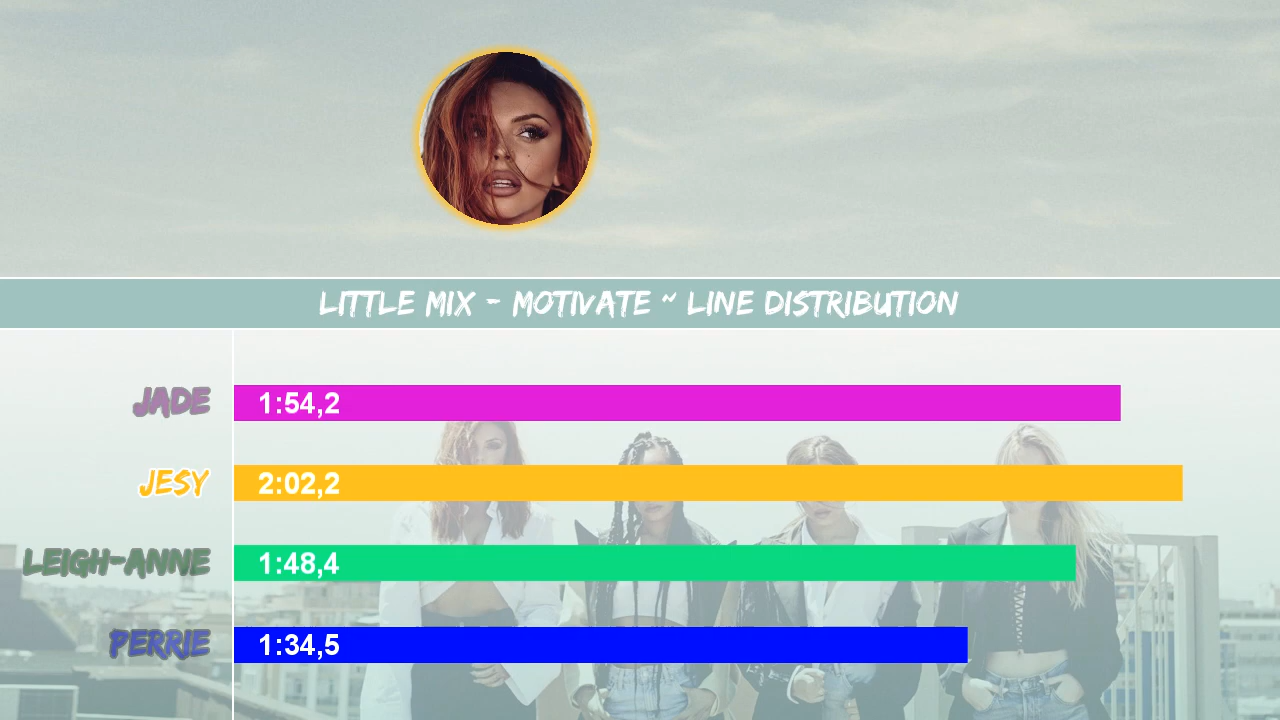 LITTLE MIX - MOTIVATE ~ LINE DISTRIBUTION
JADE 1:54,2
JESY 2:02,2
LEIGH-ANNE 1:48,4
PERRIE 1:34,5